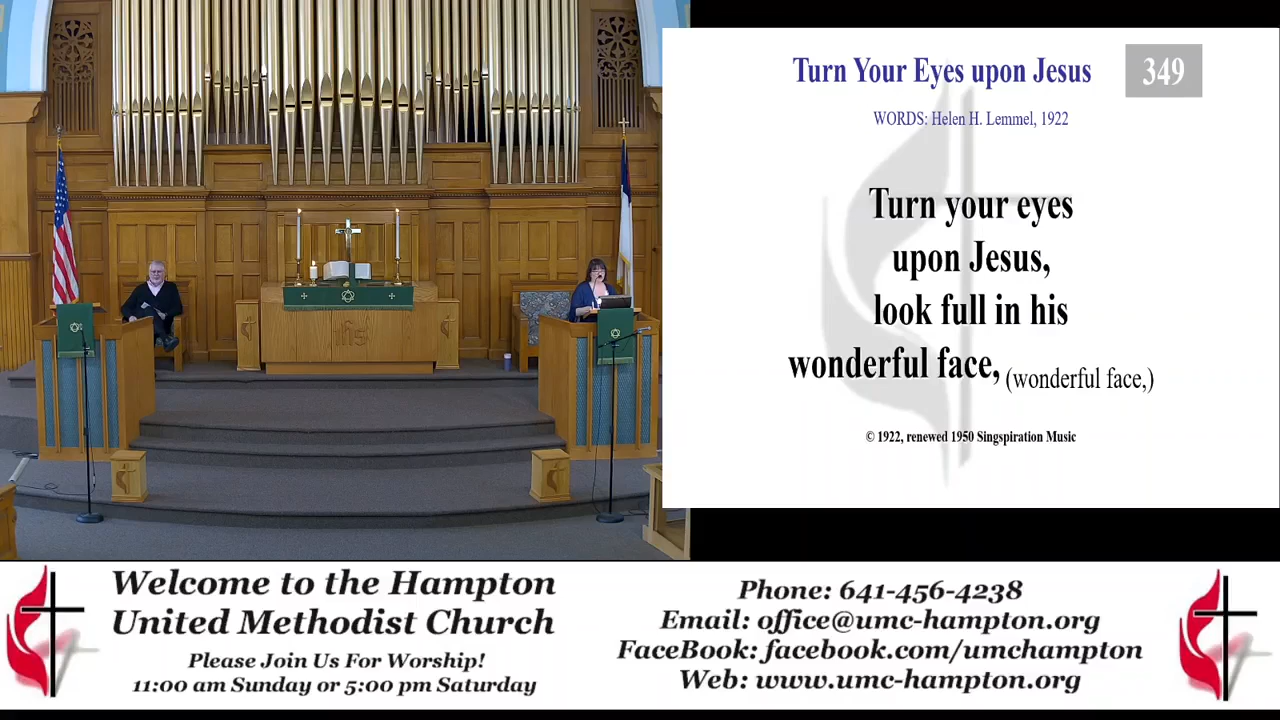 Turn Your Eyes upon Jesus
349
WORDS: Helen H. Lemmel, 1922
Turn your eyes
upon Jesus,
look full in his
wonderful face, (wonderful face,)
© 1922, renewed 1950 Singspiration Music
IHS
Welcome to the Hampton
United Methodist Church
Please Join Us For Worship!
11:00 am Sunday or 5:00 pm Saturday
Phone: 641-456-4238
Email: office@umc-hampton.org
FaceBook: facebook.com/umchampton
Web: www.umc-hampton.org